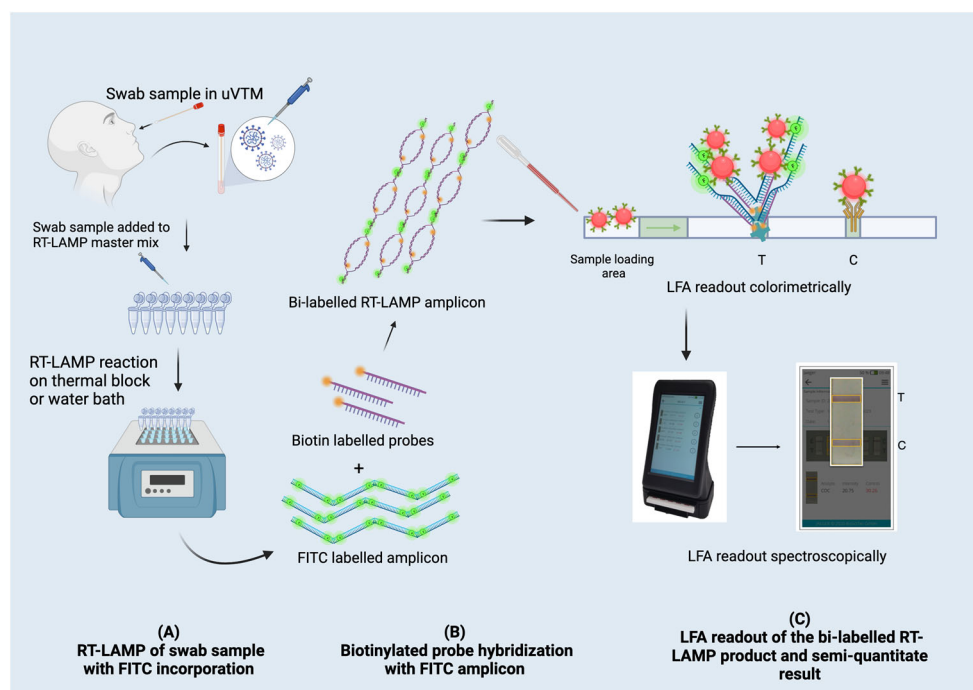 Swab sample in uVTM
Swab sample added to
RT-LAMP master mix
RT-LAMP reaction
on thermal block
or water bath
(A)
RT-LAMP of swab sample
with FITC incorporation
Bi-labelled RT-LAMP amplicon
Biotin labelled probes
+
FITC labelled amplicon
(B)
Biotinylated probe hybridization
with FITC amplicon
Sample loading
area
T
C
LFA readout colorimetrically
T
C
LFA readout spectroscopically
(C)
LFA readout of the bi-labelled RT-
LAMP product and semi-quantitate
result